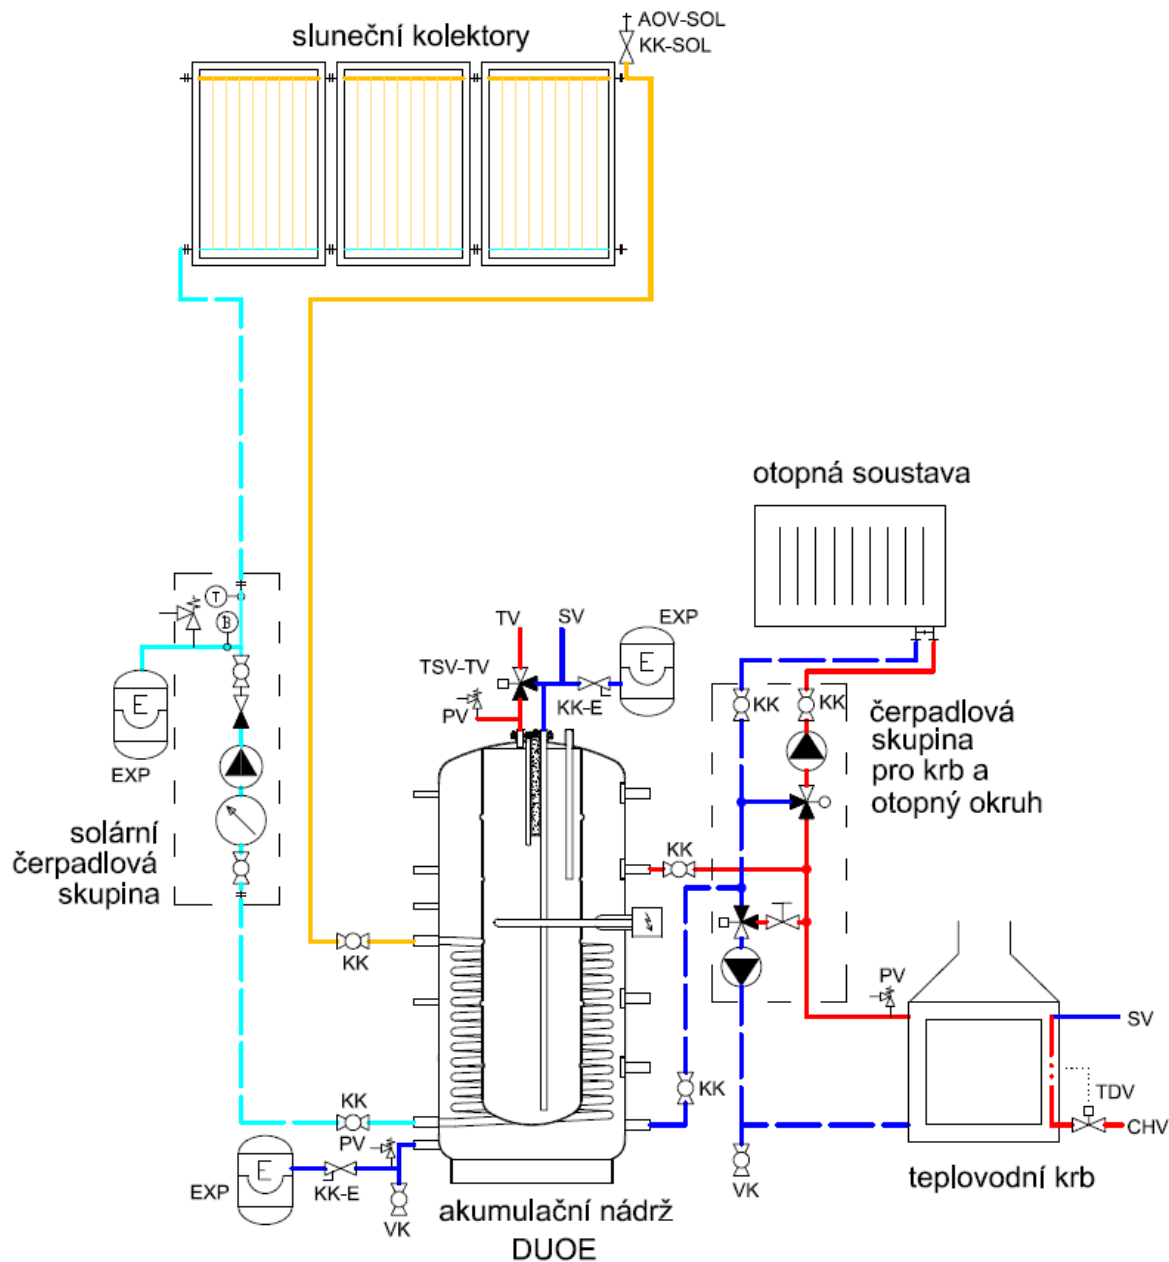 AOV-SOL
sluneční kolektory
KK-SOL
otopná soustava
T
B
TV
SV
EXP
E
TSV-TV
PV
KK-E
KK
KK
čerpadlová
skupina
pro krb a
otopný okruh
E
EXP
solární
čerpadlová
skupina
KK
KK
PV
SV
KK
TDV
CHV
KK
PV
E
EXP
KK-E
VK
VK
teplovodní krb
akumulační nádrž
DUOE